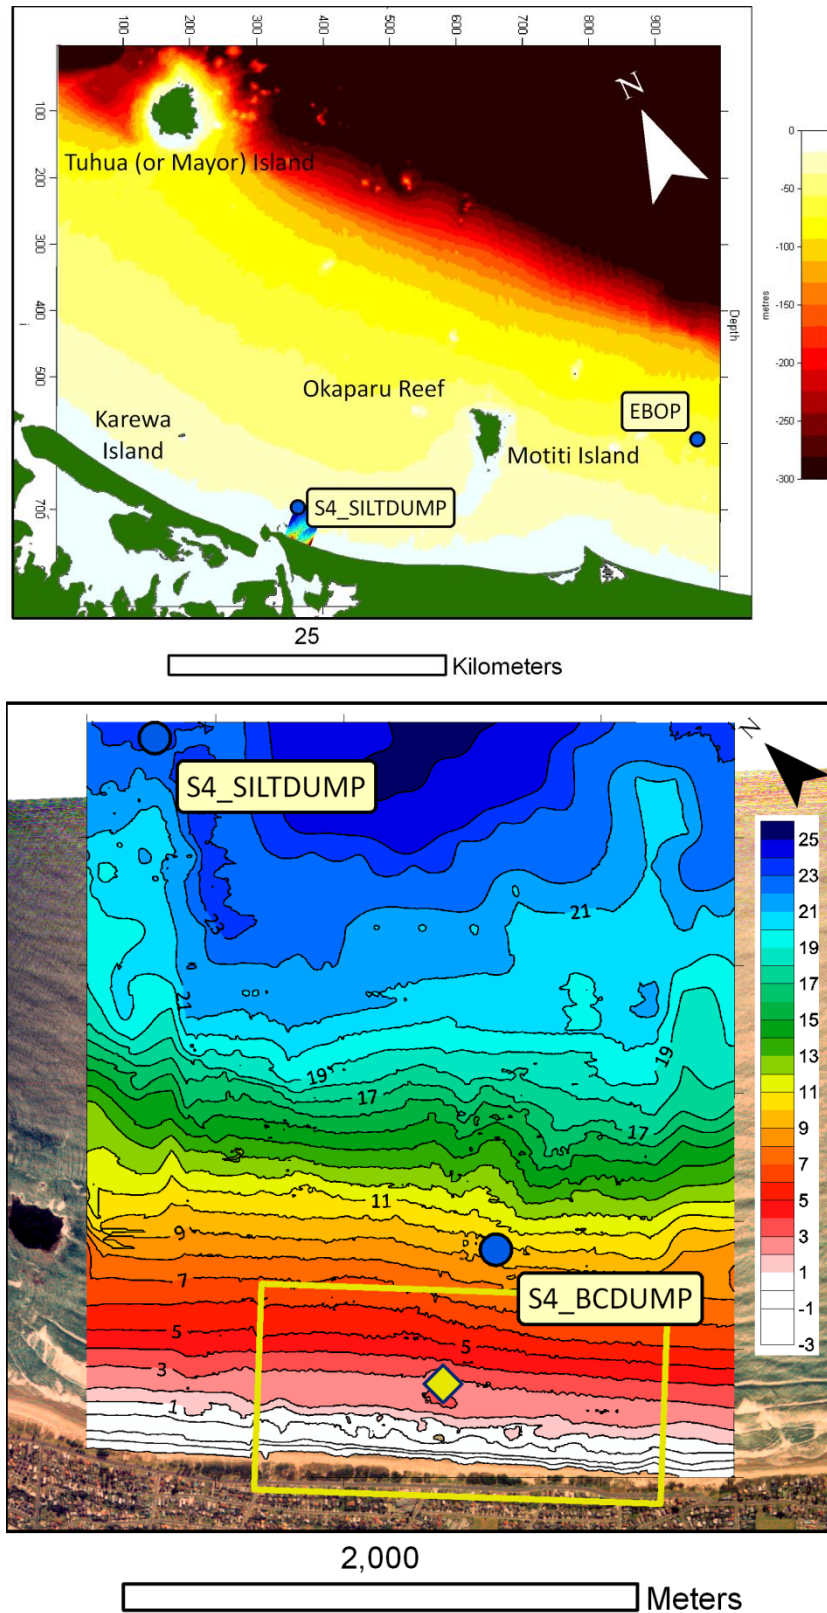 100 200 300 400 500 600 700 800 900
100
200
300
400
500
700
i
N
Tuhua (or Mayor) Island
Okaparu Reef
Karewa
Island
Motiti Island
EBOP
S4_SILTDUMP
Depth
metres
0
-50
-100
-150
-200
-250
-300
25
Kilometers
N
S4_SILTDUMP
23
21
21
19
19
17
17
11
9
7
5
5
3
1
S4_BCDUMP
25
23
21
19
17
15
13
11
9
7
5
3
1
-1
-3
2,000
Meters